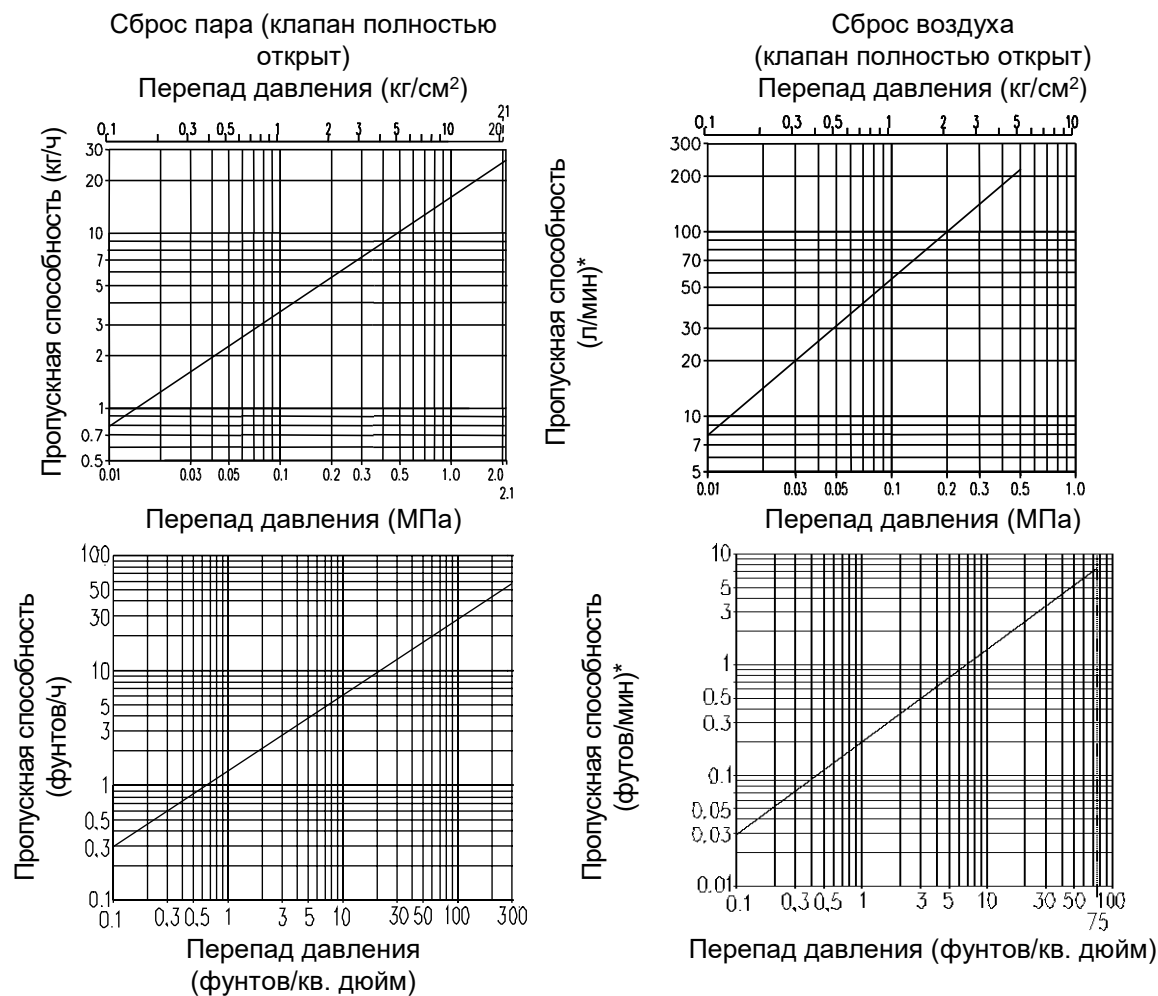 Сброс пара (клапан полностью
открыт)
Перепад давления (кг/см²)
0,1 0,3 0,5 1 2 3 5 10 20 21
Пропускная способность (кг/ч)
30
20
10
7
5
3
2
1
0.7
0.5
0.01 0.03 0.05 0.1 0.2 0.3 0.5 1.0 2.0
2.1
Перепад давления (МПа)
Сброс воздуха
(клапан полностью открыт)
Перепад давления (кг/см²)
0,1 0,3 0,5 1 2 3 5 10
Пропускная способность
(л/мин)*
300
200
100
70
50
30
20
10
7
5
0.01 0.03 0.05 0.1 0.2 0.3 0.5 1.0
Перепад давления (МПа)
Пропускная способность
(фунтов/ч)
100
50
30
10
5
3
1
0.5
0.3
0.1
0.1 0,3 0,5 1 3 5 10 30 50 100 300
Перепад давления
(фунтов/кв. дюйм)
Пропускная способность
(футов/мин)*
10
5
3
1
0.5
0.3
0.1
0,05
0,03
0.01
0.1 0,3 0,5 1 3 5 10 30 50 100
75
Перепад давления (фунтов/кв. дюйм)